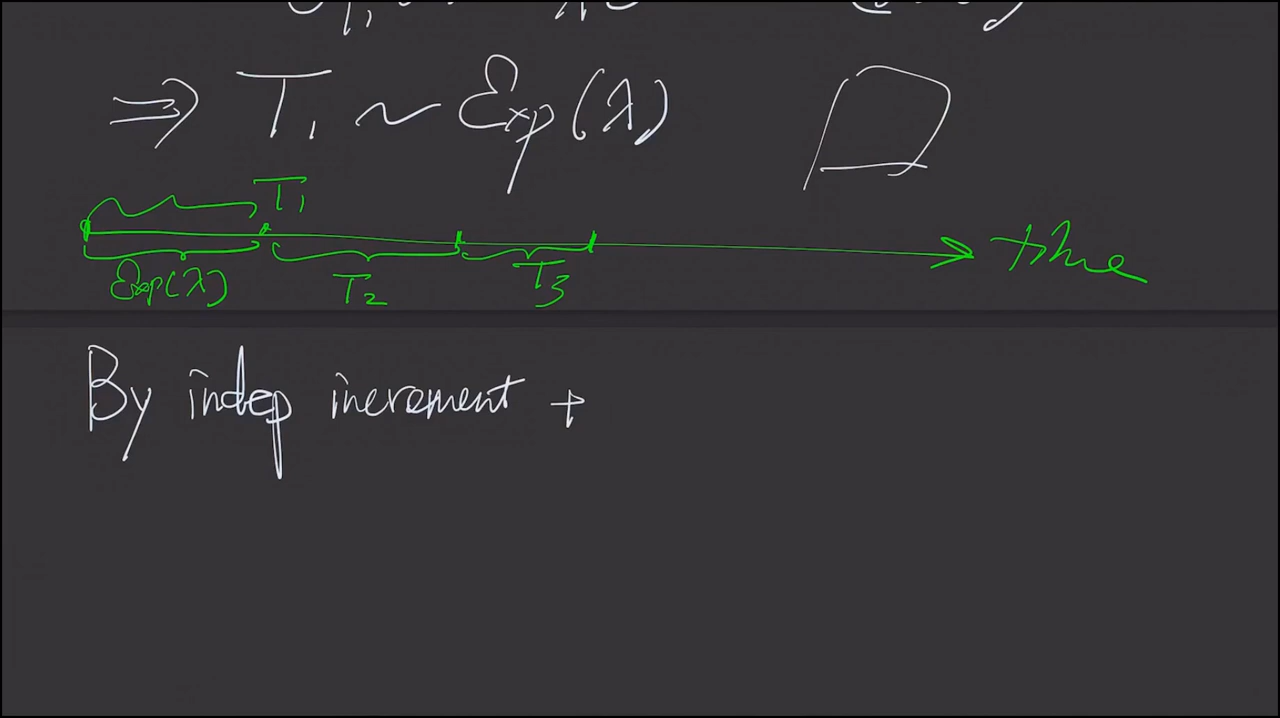 ⇒ T₁ ~ Exp(λ)
T₁
Exp(λ) T₂ T₃ time
By indep increment +